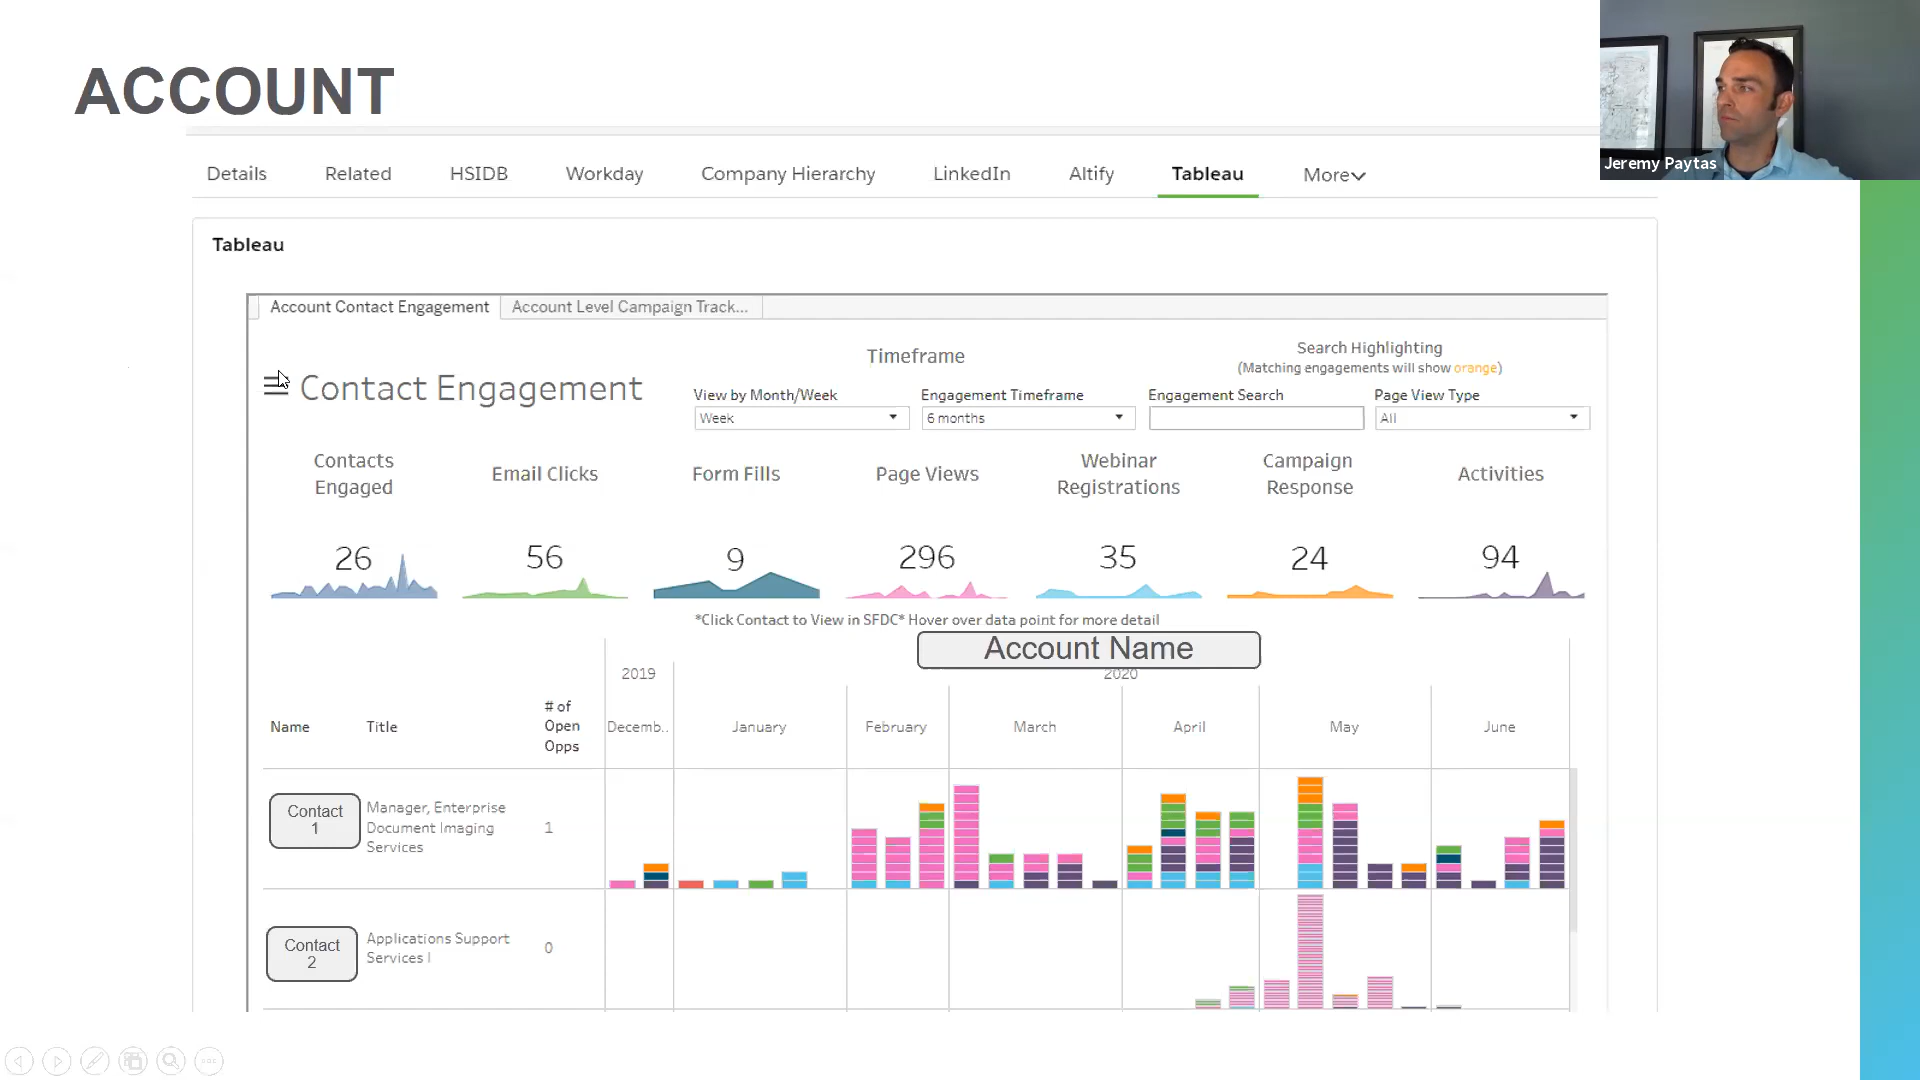 ACCOUNT
Jeremy Paytas
Details Related HSIDB Workday Company Hierarchy LinkedIn Altify Tableau More
Tableau
Account Contact Engagement Account Level Campaign Track...
Timeframe
Search Highlighting
(Matching engagements will show orange)
Contact Engagement
View by Month/Week Engagement Timeframe Engagement Search Page View Type
Week 6 months All
Contacts Engaged Email Clicks Form Fills Page Views Webinar Registrations Campaign Response Activities
26 56 9 296 35 24 94
*Click Contact to View in SFDC* Hover over data point for more detail
Account Name
2019 2020
Name Title # of Open Opps Decemb.. January February March April May June
Contact 1
Manager, Enterprise
Document Imaging
Services
1
Contact 2
Applications Support
Services I
0